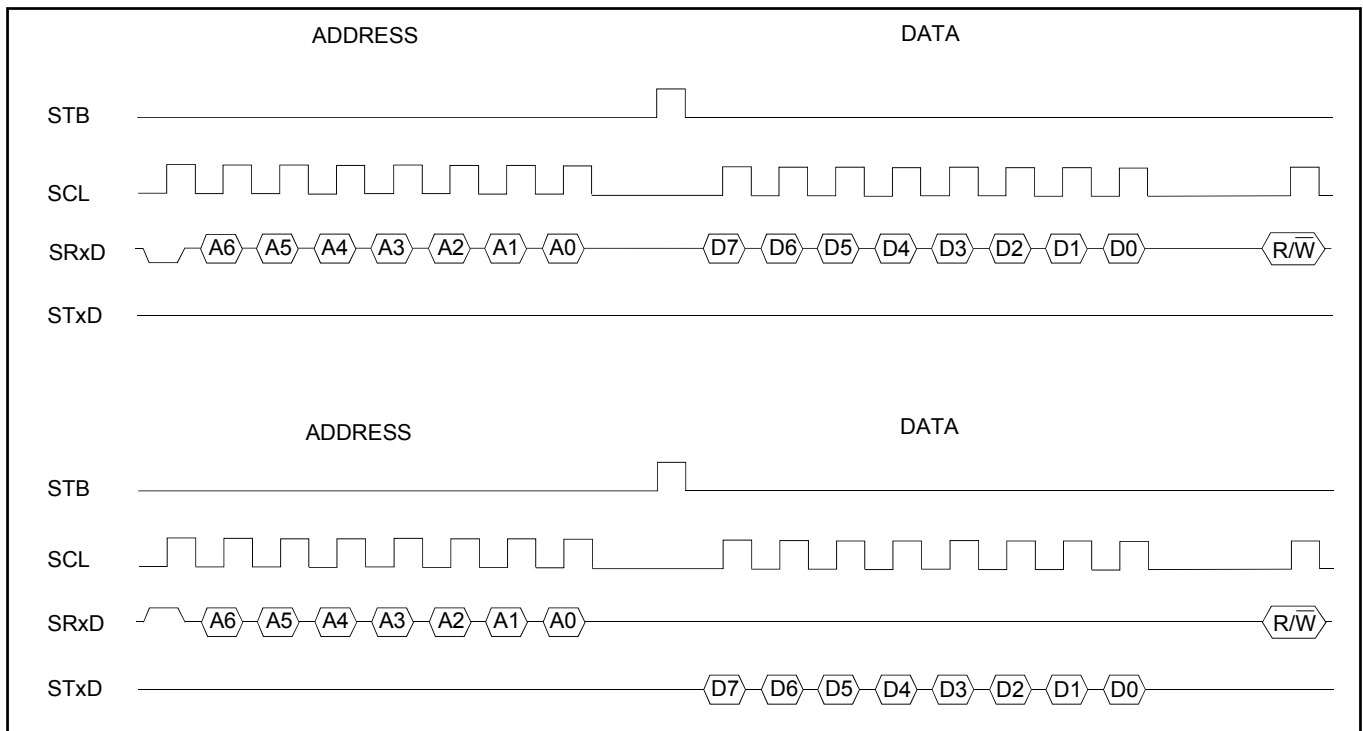 ADDRESS DATA
STB
SCL
SRxD A6 A5 A4 A3 A2 A1 A0 D7 D6 D5 D4 D3 D2 D1 D0 R/W̅
STxD
ADDRESS DATA
STB
SCL
SRxD A6 A5 A4 A3 A2 A1 A0 R/W̅
STxD D7 D6 D5 D4 D3 D2 D1 D0